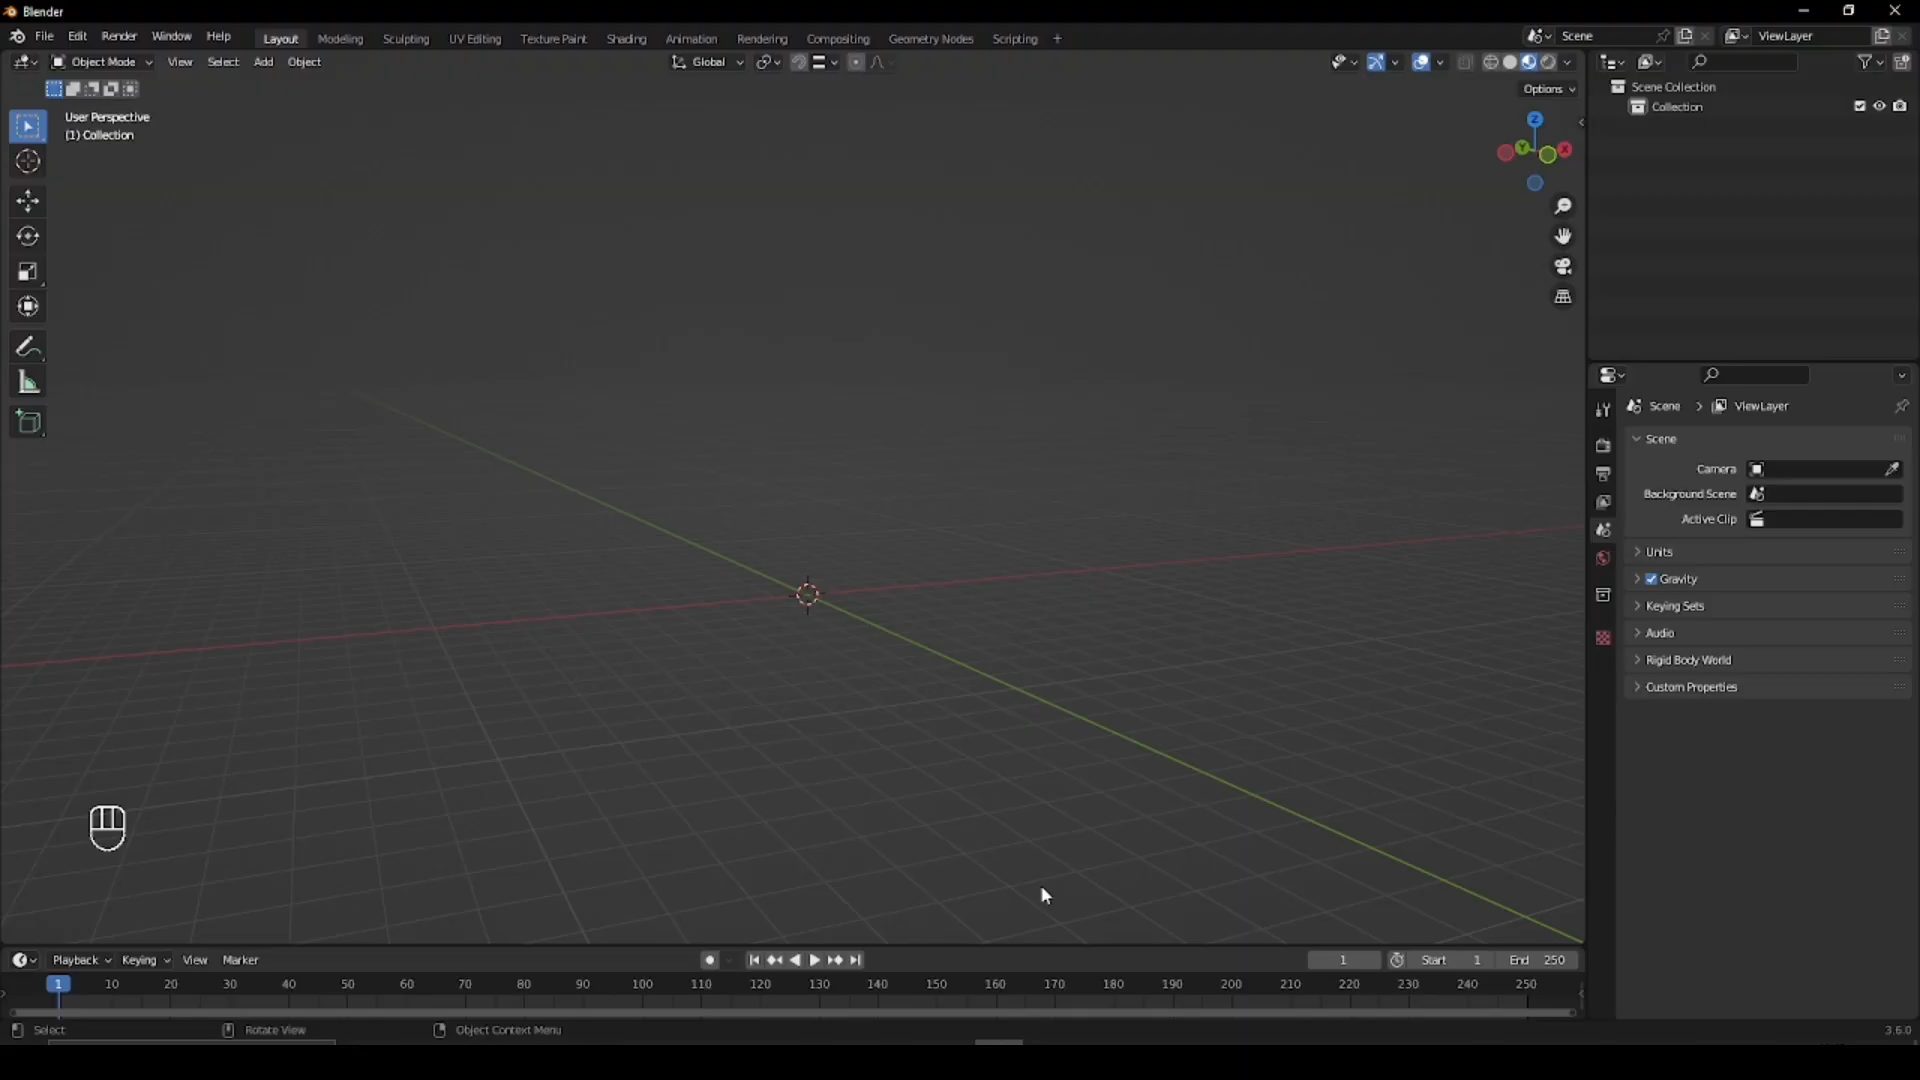 Blender
File Edit Render Window Help Layout Modeling Sculpting UV Editing Texture Paint Shading Animation Rendering Compositing Geometry Nodes Scripting + Scene ViewLayer
Object Mode View Select Add Object Global
Options
User Perspective
(1) Collection
Z
Y X
Scene Collection
Collection
Scene > ViewLayer
Scene
Camera
Background Scene
Active Clip
Units
Gravity
Keying Sets
Audio
Rigid Body World
Custom Properties
Playback Keying View Marker 1 Start 1 End 250
1 10 20 30 40 50 60 70 80 90 100 110 120 130 140 150 160 170 180 190 200 210 220 230 240 250
Select Rotate View Object Context Menu 3.6.0